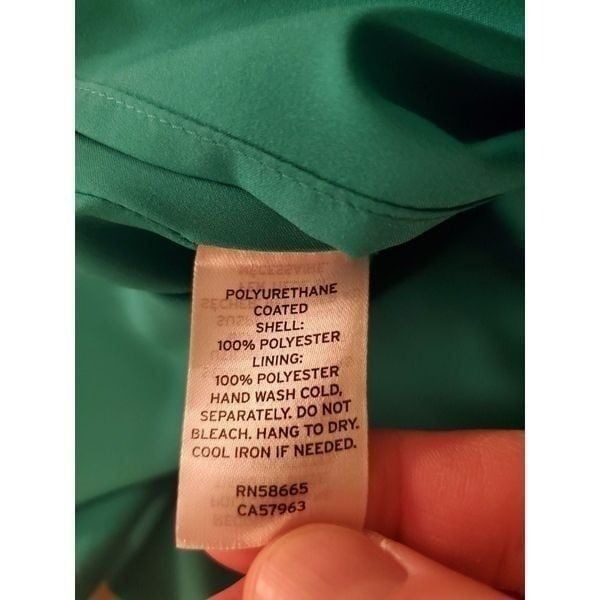 POLYURETHANE
COATED
SHELL:
100% POLYESTER
LINING:
100% POLYESTER
HAND WASH COLD,
SEPARATELY. DO NOT
BLEACH. HANG TO DRY.
COOL IRON IF NEEDED.
RN58665
CA57963